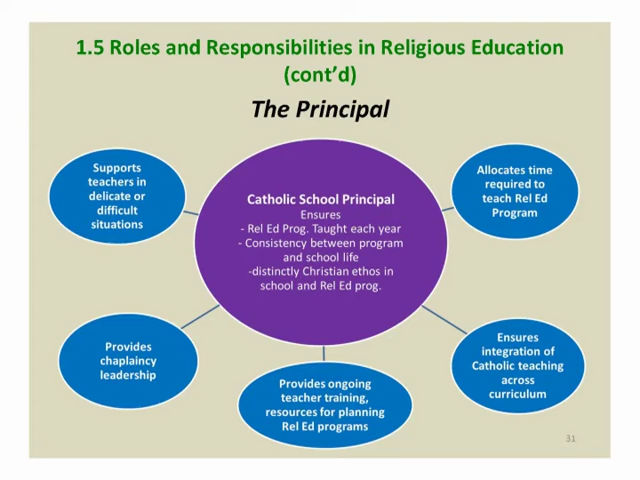 1.5 Roles and Responsibilities in Religious Education
(cont'd)
The Principal
Supports
teachers in
delicate or
difficult
situations
Catholic School Principal
Ensures
- Rel Ed Prog. Taught each year
- Consistency between program
and school life
-distinctly Christian ethos in
school and Rel Ed prog.
Allocates time
required to
teach Rel Ed
Program
Provides
chaplaincy
leadership
Provides ongoing
teacher training,
resources for planning
Rel Ed programs
Ensures
integration of
Catholic teaching
across
curriculum
31